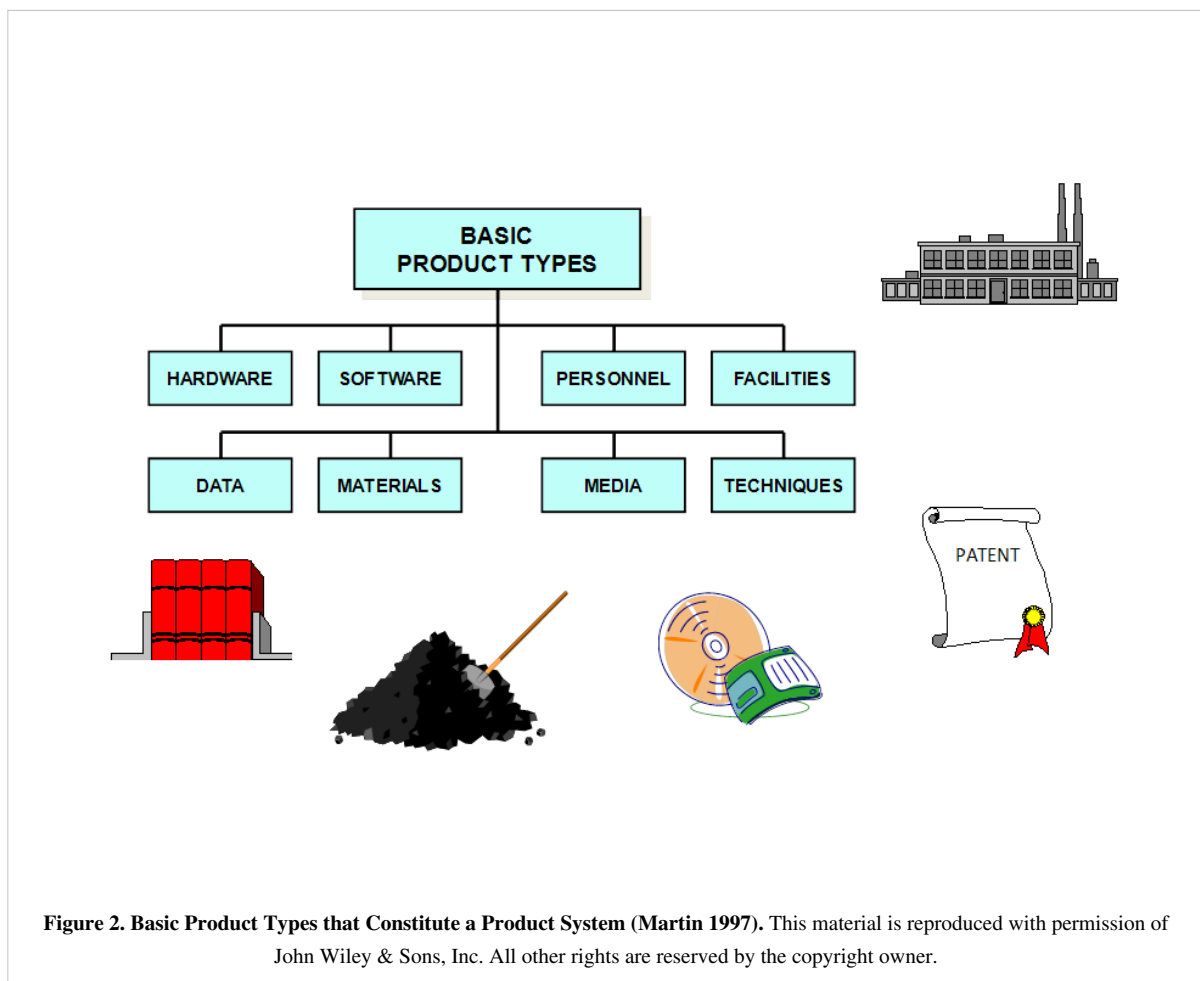 BASIC
PRODUCT TYPES
HARDWARE
SOFTWARE
PERSONNEL
FACILITIES
DATA
MATERIALS
MEDIA
TECHNIQUES
PATENT
Figure 2. Basic Product Types that Constitute a Product System (Martin 1997). This material is reproduced with permission of
John Wiley & Sons, Inc. All other rights are reserved by the copyright owner.